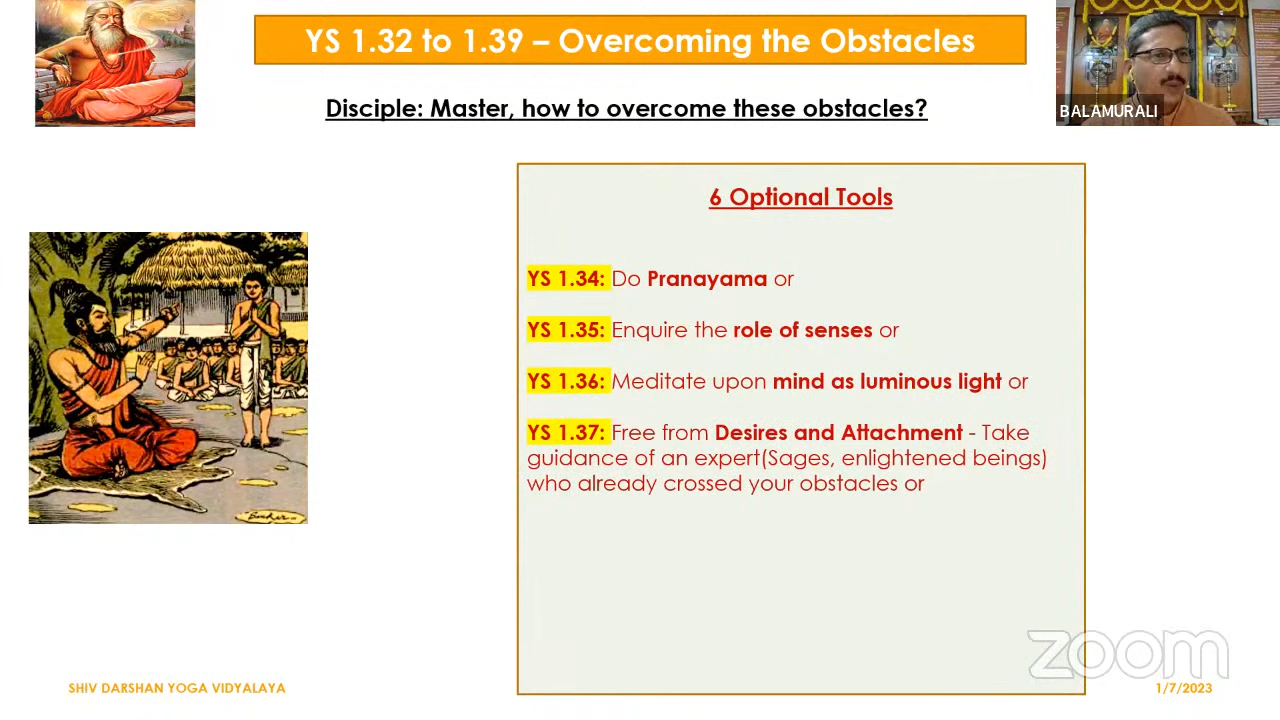 YS 1.32 to 1.39 – Overcoming the Obstacles
Disciple: Master, how to overcome these obstacles?
BALAMURALI
6 Optional Tools
YS 1.34: Do Pranayama or
YS 1.35: Enquire the role of senses or
YS 1.36: Meditate upon mind as luminous light or
YS 1.37: Free from Desires and Attachment - Take
guidance of an expert(Sages, enlightened beings)
who already crossed your obstacles or
zoom
SHIV DARSHAN YOGA VIDYALAYA
1/7/2023